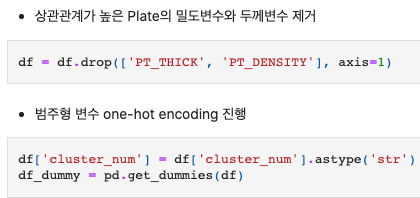 • 상관관계가 높은 Plate의 밀도변수와 두께변수 제거
df = df.drop(['PT_THICK', 'PT_DENSITY'], axis=1)
• 범주형 변수 one-hot encoding 진행
df['cluster_num'] = df['cluster_num'].astype('str')
df_dummy = pd.get_dummies(df)